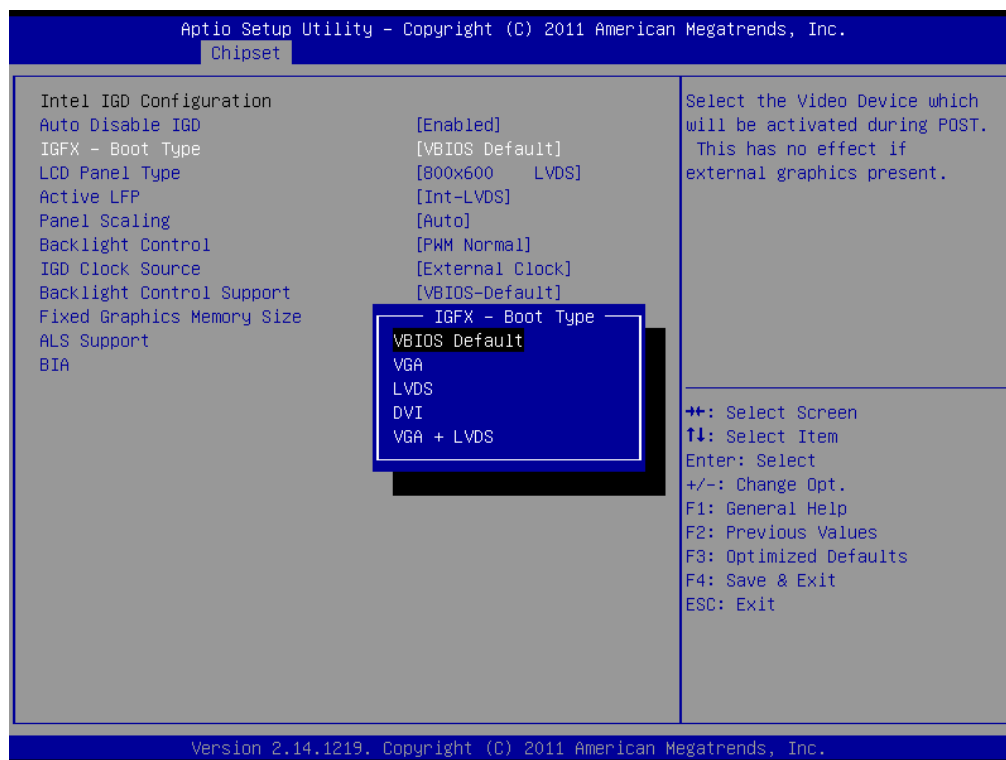 Aptio Setup Utility – Copyright (C) 2011 American Megatrends, Inc.
Chipset
Intel IGD Configuration
Auto Disable IGD [Enabled]
IGFX – Boot Type [VBIOS Default]
LCD Panel Type [800x600 LVDS]
Active LFP [Int-LVDS]
Panel Scaling [Auto]
Backlight Control [PWM Normal]
IGD Clock Source [External Clock]
Backlight Control Support [VBIOS-Default]
Fixed Graphics Memory Size
ALS Support
BIA
IGFX – Boot Type
VBIOS Default
VGA
LVDS
DVI
VGA + LVDS
Select the Video Device which
will be activated during POST.
This has no effect if
external graphics present.
→←: Select Screen
↑↓: Select Item
Enter: Select
+/-: Change Opt.
F1: General Help
F2: Previous Values
F3: Optimized Defaults
F4: Save & Exit
ESC: Exit
Version 2.14.1219. Copyright (C) 2011 American Megatrends, Inc.